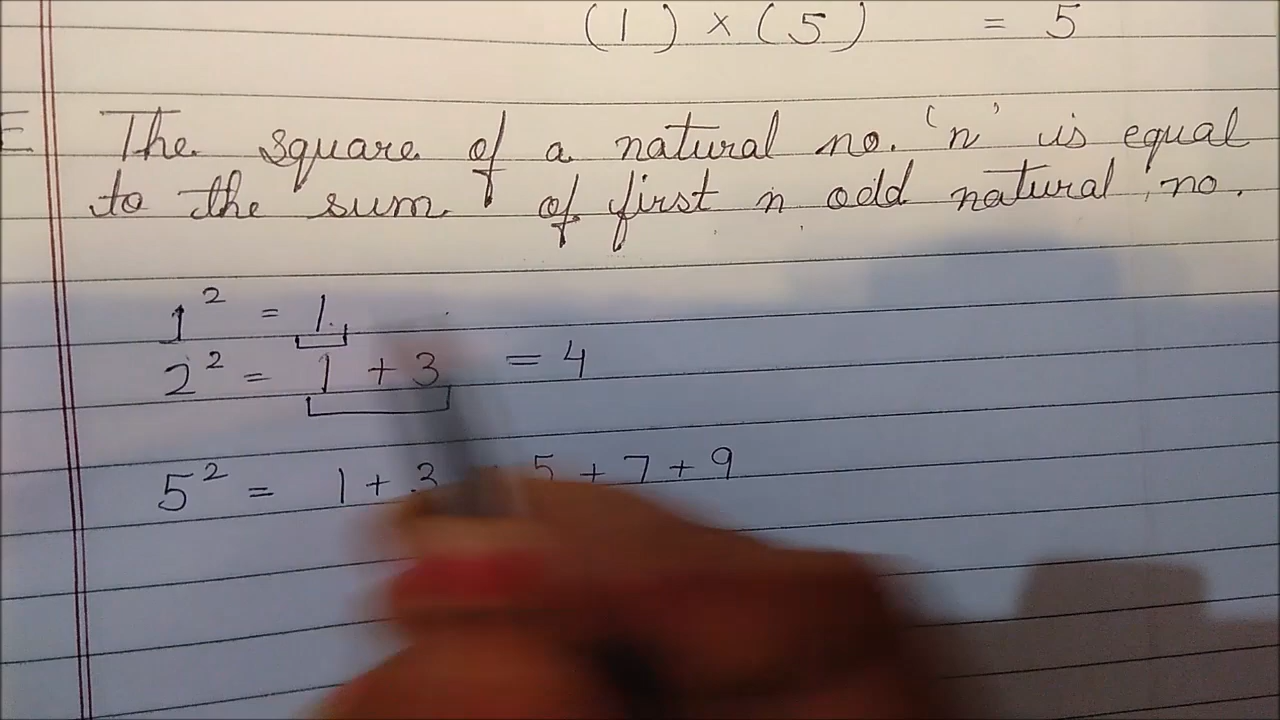 (1) × (5) = 5
E The square of a natural no. 'n' is equal
to the sum of first n odd natural no.
1² = 1
2² = 1 + 3 = 4
5² = 1 + 3 5 + 7 + 9